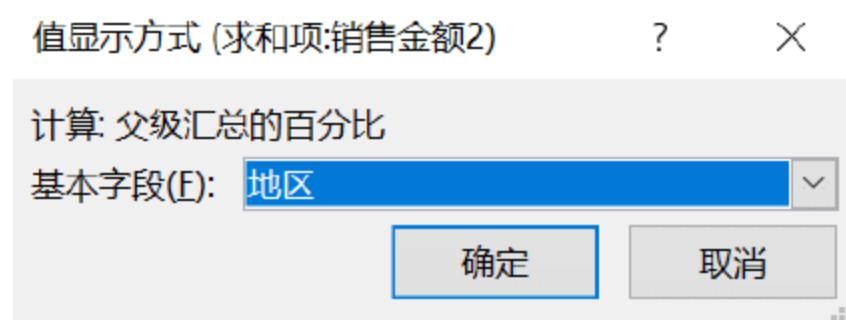 值显示方式 (求和项:销售金额2)
计算: 父级汇总的百分比
基本字段(F): 地区
确定 取消